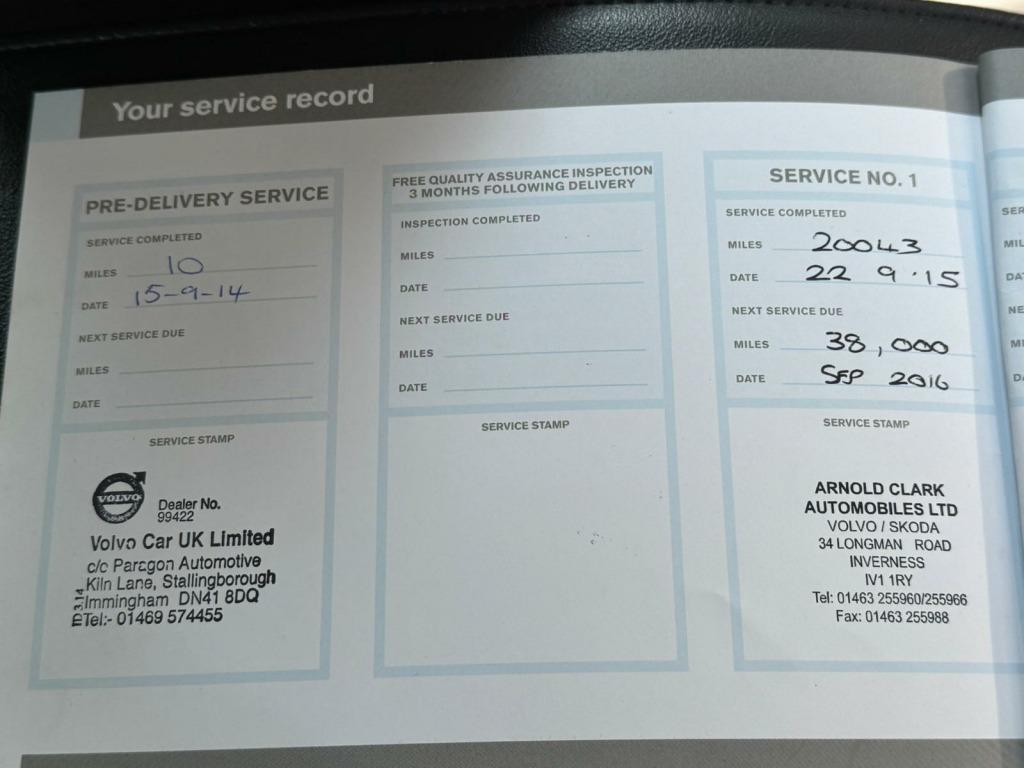 Your service record
PRE-DELIVERY SERVICE
SERVICE COMPLETED
MILES 10
DATE 15-9-14
NEXT SERVICE DUE
MILES
DATE
SERVICE STAMP
VOLVO
Dealer No.
99422
Volvo Car UK Limited
c/o Paragon Automotive
Kiln Lane, Stallingborough
Immingham DN41 8DQ
Tel:- 01469 574455
FREE QUALITY ASSURANCE INSPECTION
3 MONTHS FOLLOWING DELIVERY
INSPECTION COMPLETED
MILES
DATE
NEXT SERVICE DUE
MILES
DATE
SERVICE STAMP
SERVICE NO. 1
SERVICE COMPLETED
MILES 20043
DATE 22 9 · 15
NEXT SERVICE DUE
MILES 38,000
DATE SEP 2016
SERVICE STAMP
ARNOLD CLARK
AUTOMOBILES LTD
VOLVO / SKODA
34 LONGMAN ROAD
INVERNESS
IV1 1RY
Tel: 01463 255960/255966
Fax: 01463 255988